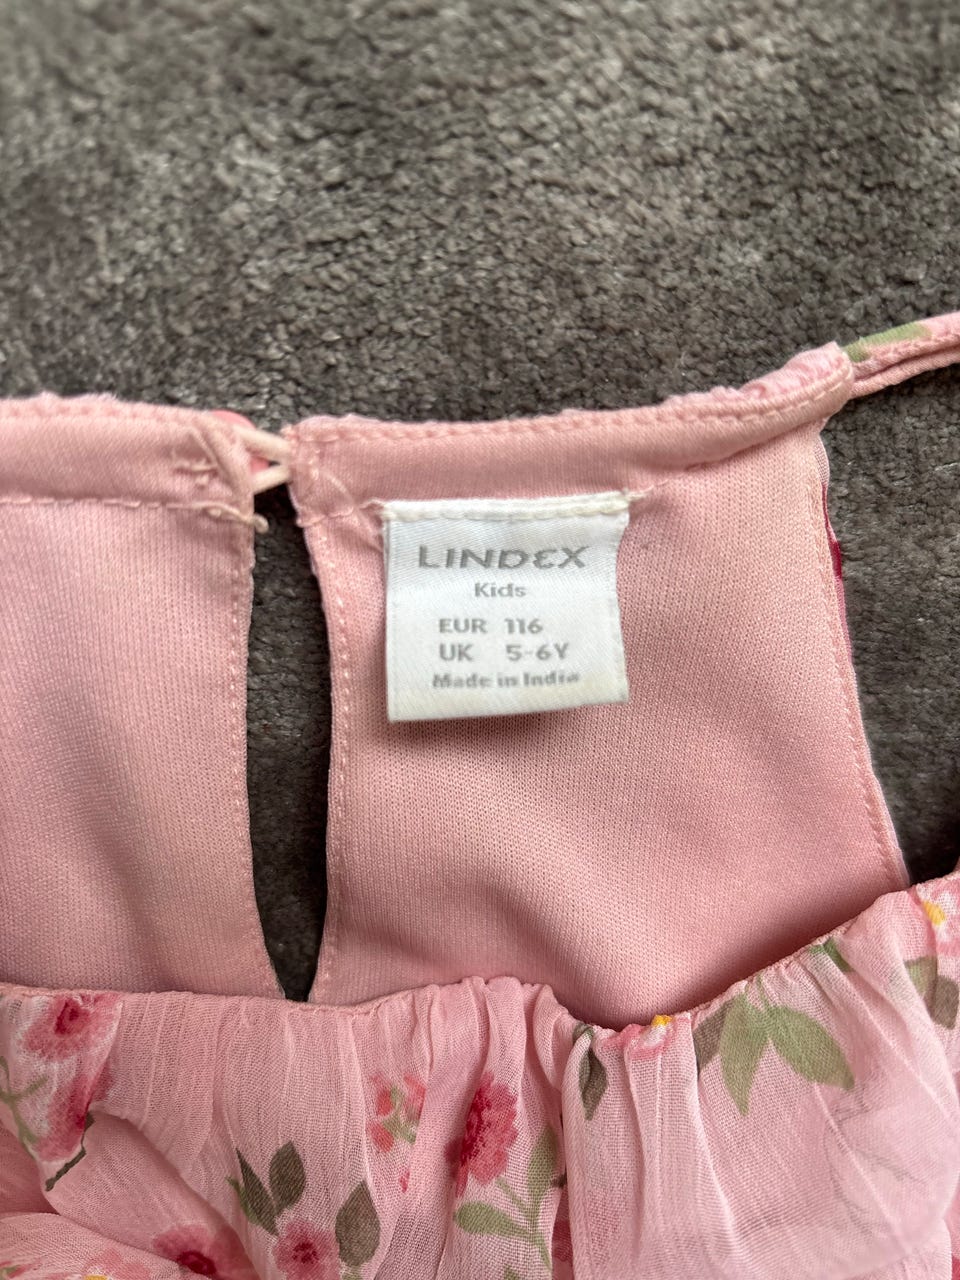 LINDEX
Kids
EUR 116
UK 5-6Y
Made in India